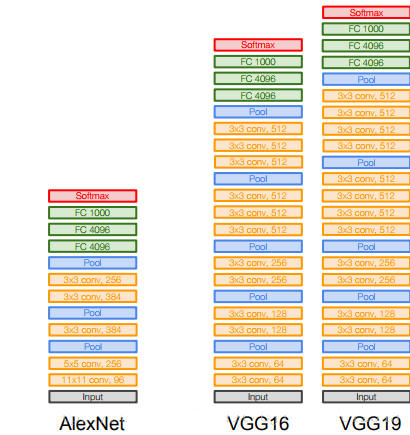 Softmax
FC 1000
FC 4096
FC 4096
Pool
3x3 conv, 256
3x3 conv, 384
Pool
3x3 conv, 384
Pool
5x5 conv, 256
11x11 conv, 96
Input
AlexNet
Softmax
FC 1000
FC 4096
FC 4096
Pool
3x3 conv, 512
3x3 conv, 512
3x3 conv, 512
Pool
3x3 conv, 512
3x3 conv, 512
3x3 conv, 512
Pool
3x3 conv, 256
3x3 conv, 256
Pool
3x3 conv, 128
3x3 conv, 128
Pool
3x3 conv, 64
3x3 conv, 64
Input
VGG16
Softmax
FC 1000
FC 4096
FC 4096
Pool
3x3 conv, 512
3x3 conv, 512
3x3 conv, 512
3x3 conv, 512
Pool
3x3 conv, 512
3x3 conv, 512
3x3 conv, 512
3x3 conv, 512
Pool
3x3 conv, 256
3x3 conv, 256
Pool
3x3 conv, 128
3x3 conv, 128
Pool
3x3 conv, 64
3x3 conv, 64
Input
VGG19